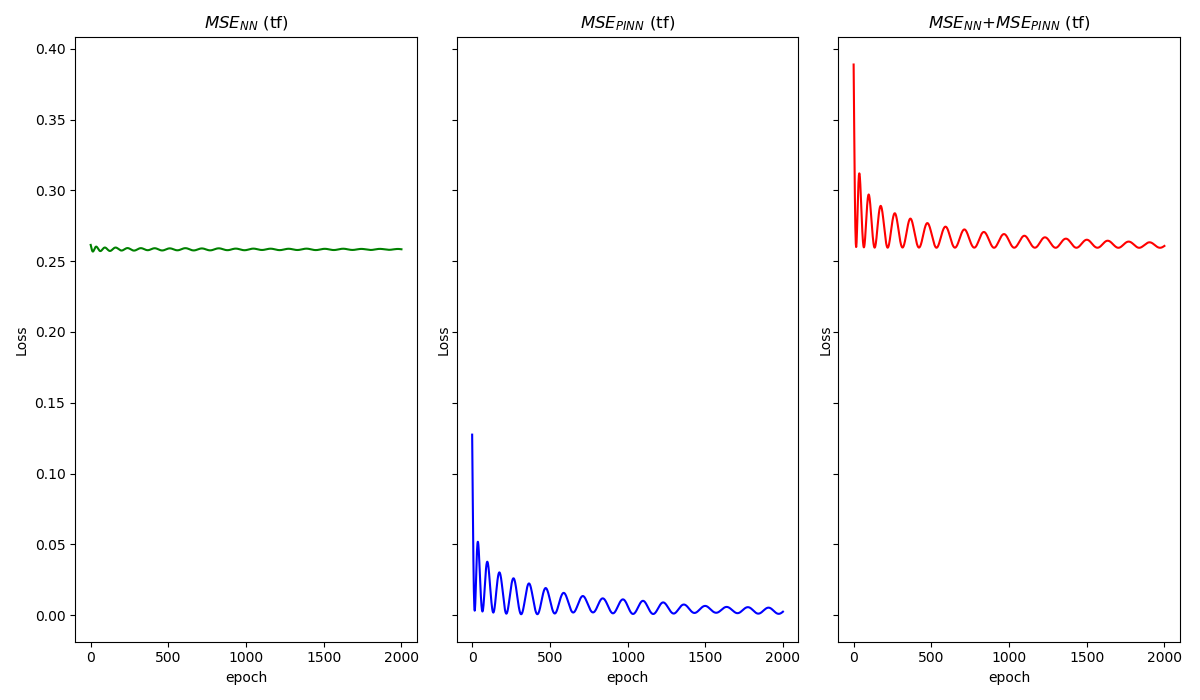 MSE_NN (tf)
Loss
0.40
0.35
0.30
0.25
0.20
0.15
0.10
0.05
0.00
0 500 1000 1500 2000
epoch
MSE_PINN (tf)
Loss
0 500 1000 1500 2000
epoch
MSE_NN+MSE_PINN (tf)
Loss
0 500 1000 1500 2000
epoch